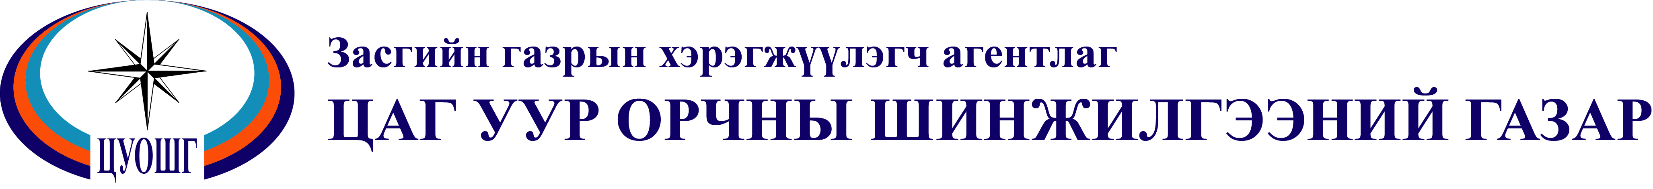 ЦУОШГ
Засгийн газрын хэрэгжүүлэгч агентлаг
ЦАГ УУР ОРЧНЫ ШИНЖИЛГЭЭНИЙ ГАЗАР